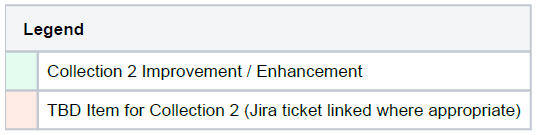 Legend
Collection 2 Improvement / Enhancement
TBD Item for Collection 2 (Jira ticket linked where appropriate)